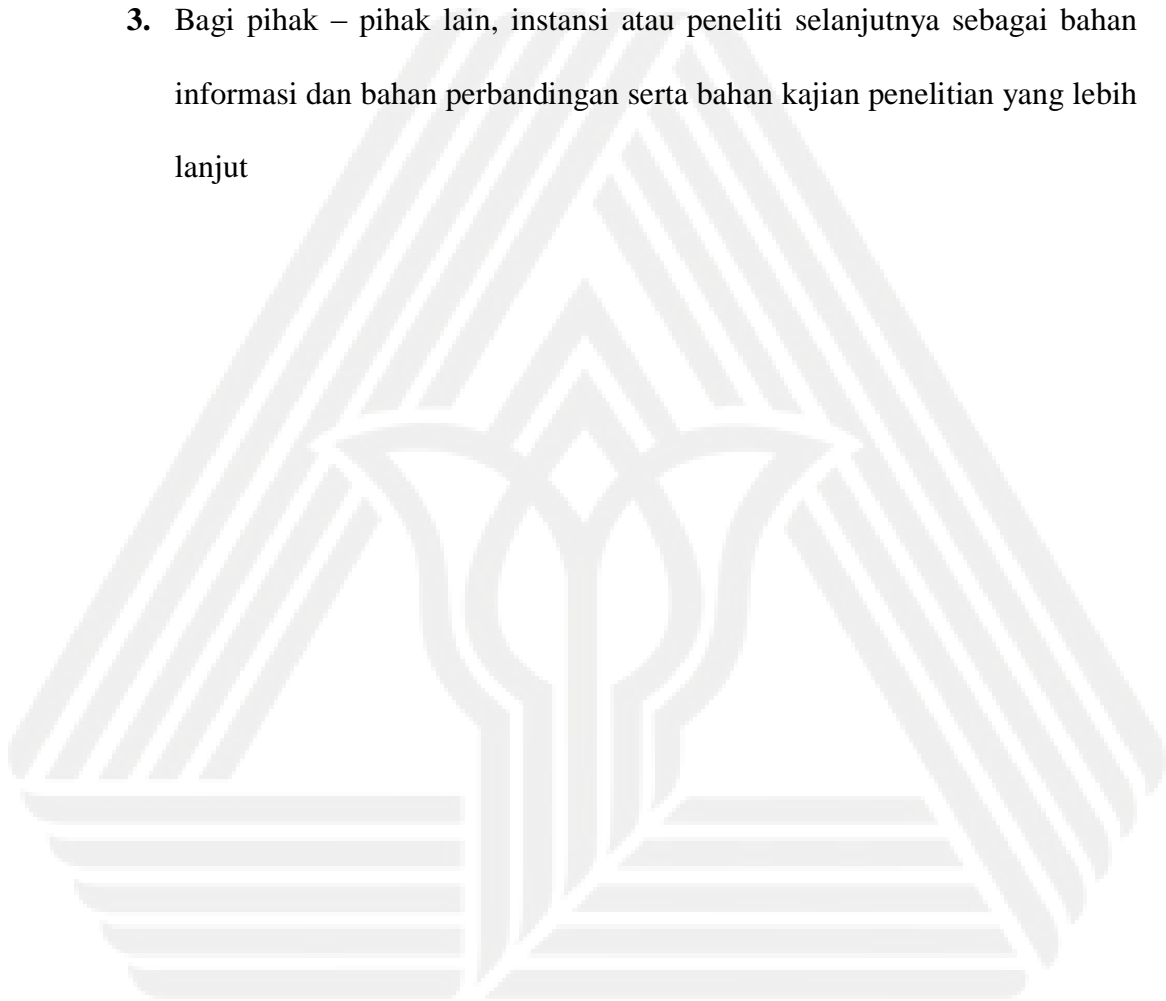 3. Bagi pihak – pihak lain, instansi atau peneliti selanjutnya sebagai bahan
informasi dan bahan perbandingan serta bahan kajian penelitian yang lebih
lanjut